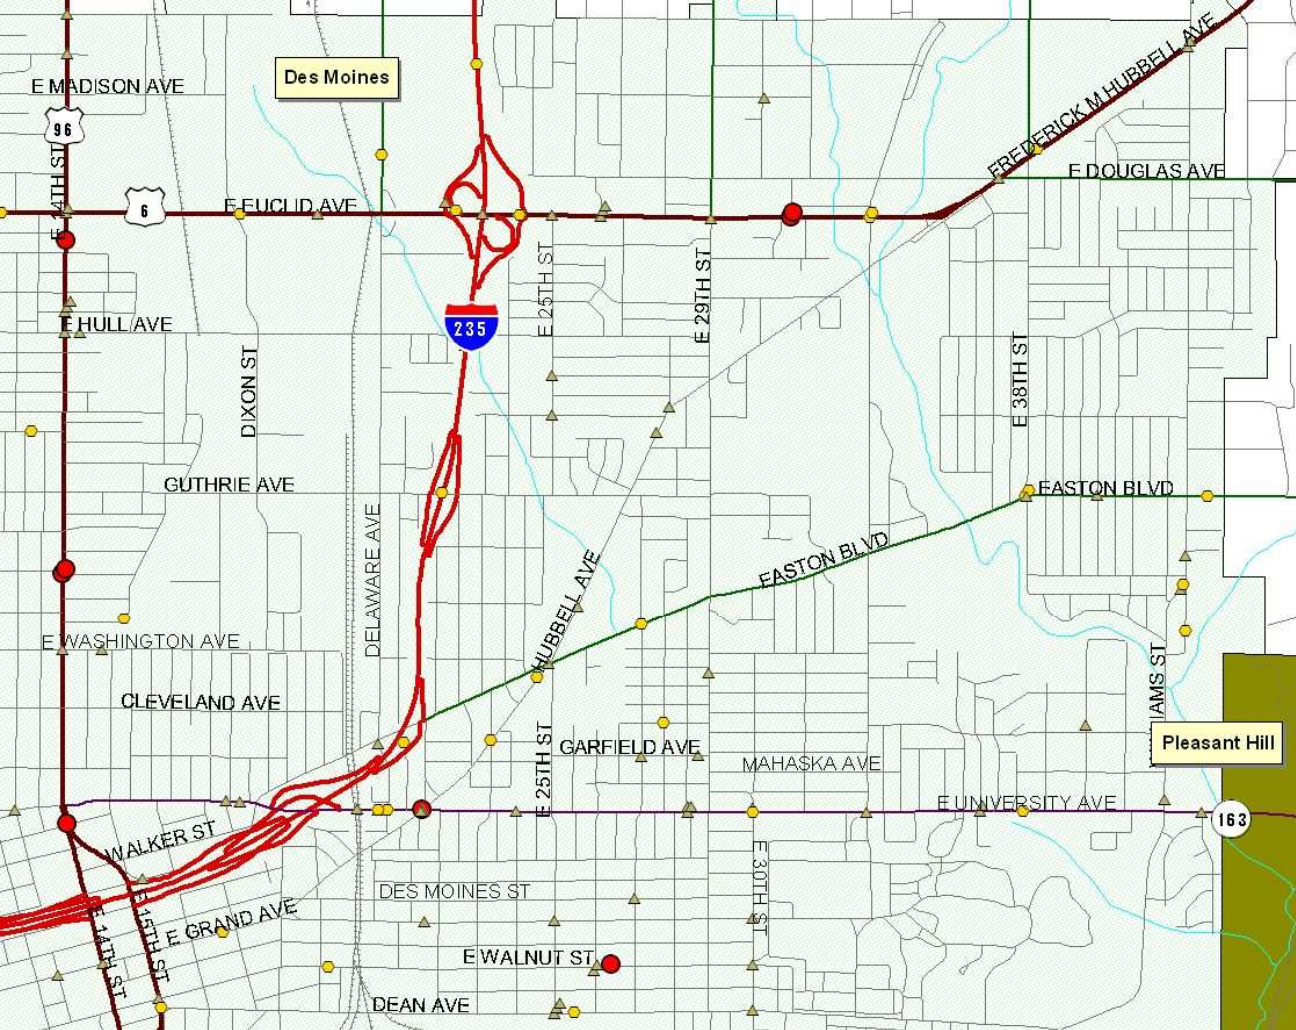 FREDERICK M HUBBELL AVE
Des Moines
E MADISON AVE
96
E 14TH ST
E DOUGLAS AVE
6
E EUCLID AVE
E 25TH ST
E 29TH ST
E HULL AVE
235
DIXON ST
E 38TH ST
GUTHRIE AVE
EASTON BLVD
DELAWARE AVE
EASTON BLVD
HUBBELL AVE
E WASHINGTON AVE
CLEVELAND AVE
IAMS ST
E 25TH ST
GARFIELD AVE
Pleasant Hill
MAHASKA AVE
E UNIVERSITY AVE
163
WALKER ST
E 30TH ST
DES MOINES ST
E GRAND AVE
E 14TH ST
E 15TH ST
E WALNUT ST
DEAN AVE